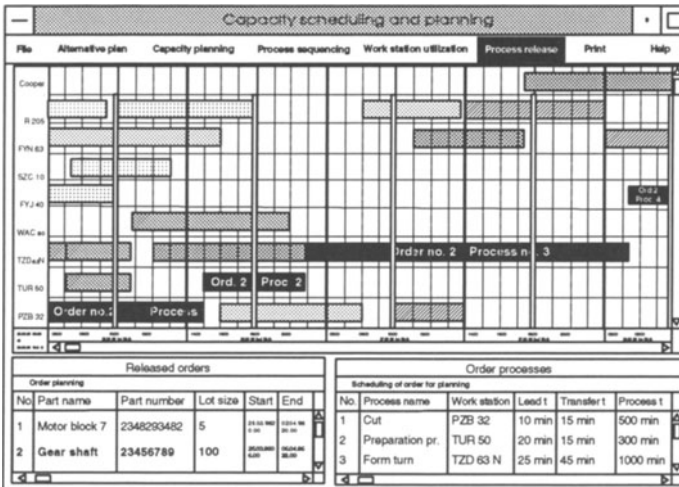 Capacity scheduling and planning
File Alternative plan Capacity planning Process sequencing Work station utilization Process release Print Help
Cooper
R 205
FYN 63
SZC 10
FYJ 40
Ord.2
Proc. 4
WAC
TZD N
Order no. 2 Process no. 3
TUR 50
Ord. 2 Proc 2
PZB 32
Order no.2 Process
Released orders
Order planning
No. Part name Part number Lot size Start End
1 Motor block 7 2348293482 5
2 Gear shaft 23456789 100
Order processes
Scheduling of order for planning
No. Process name Work station Lead t Transfer t Process t
1 Cut PZB 32 10 min 15 min 500 min
2 Preparation pr. TUR 50 20 min 15 min 300 min
3 Form turn TZD 63 N 25 min 45 min 1000 min